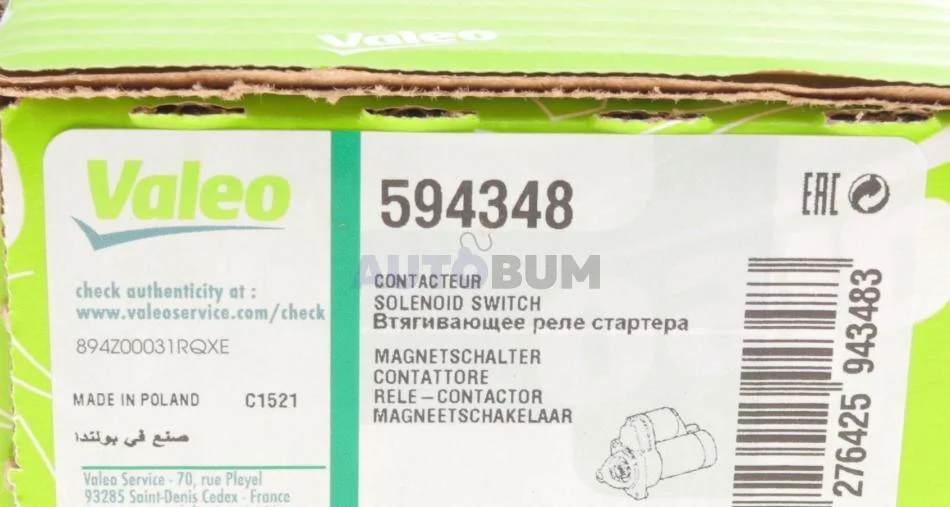 Valeo
Valeo
check authenticity at :
www.valeoservice.com/check
894Z00031RQXE
MADE IN POLAND C1521
صنع في بولندا
Valeo Service - 70, rue Pleyel
93285 Saint-Denis Cedex - France
594348
EAC
AUTOBUM
CONTACTEUR
SOLENOID SWITCH
Втягивающее реле стартера
MAGNETSCHALTER
CONTATTORE
RELE-CONTACTOR
MAGNEETSCHAKELAAR
276425 943483